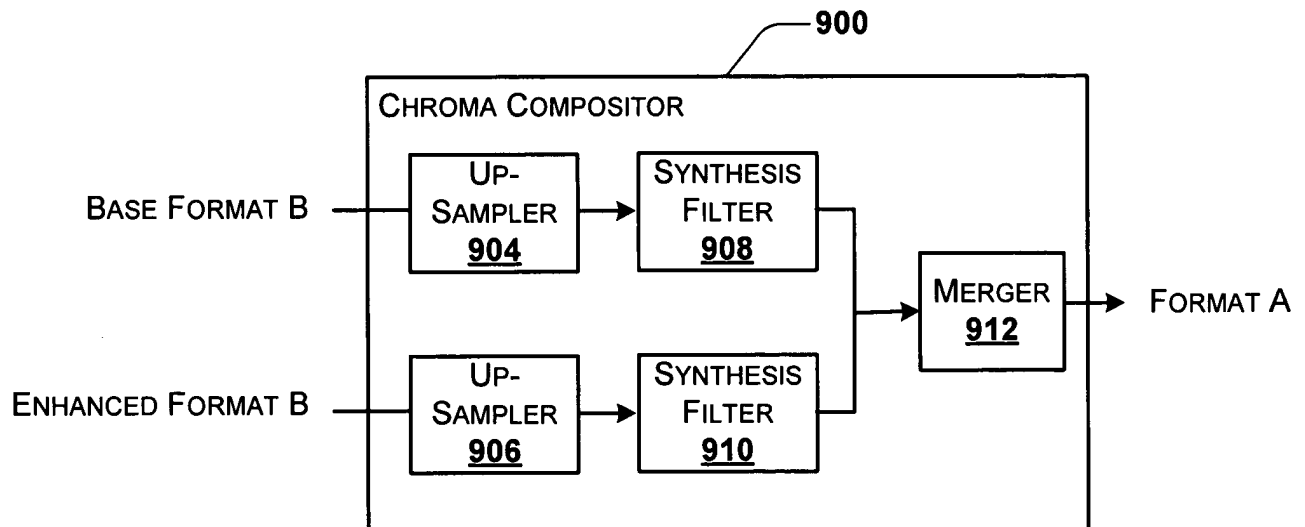 900
CHROMA COMPOSITOR
BASE FORMAT B
UP-
SAMPLER
904
SYNTHESIS
FILTER
908
MERGER
912
FORMAT A
ENHANCED FORMAT B
UP-
SAMPLER
906
SYNTHESIS
FILTER
910